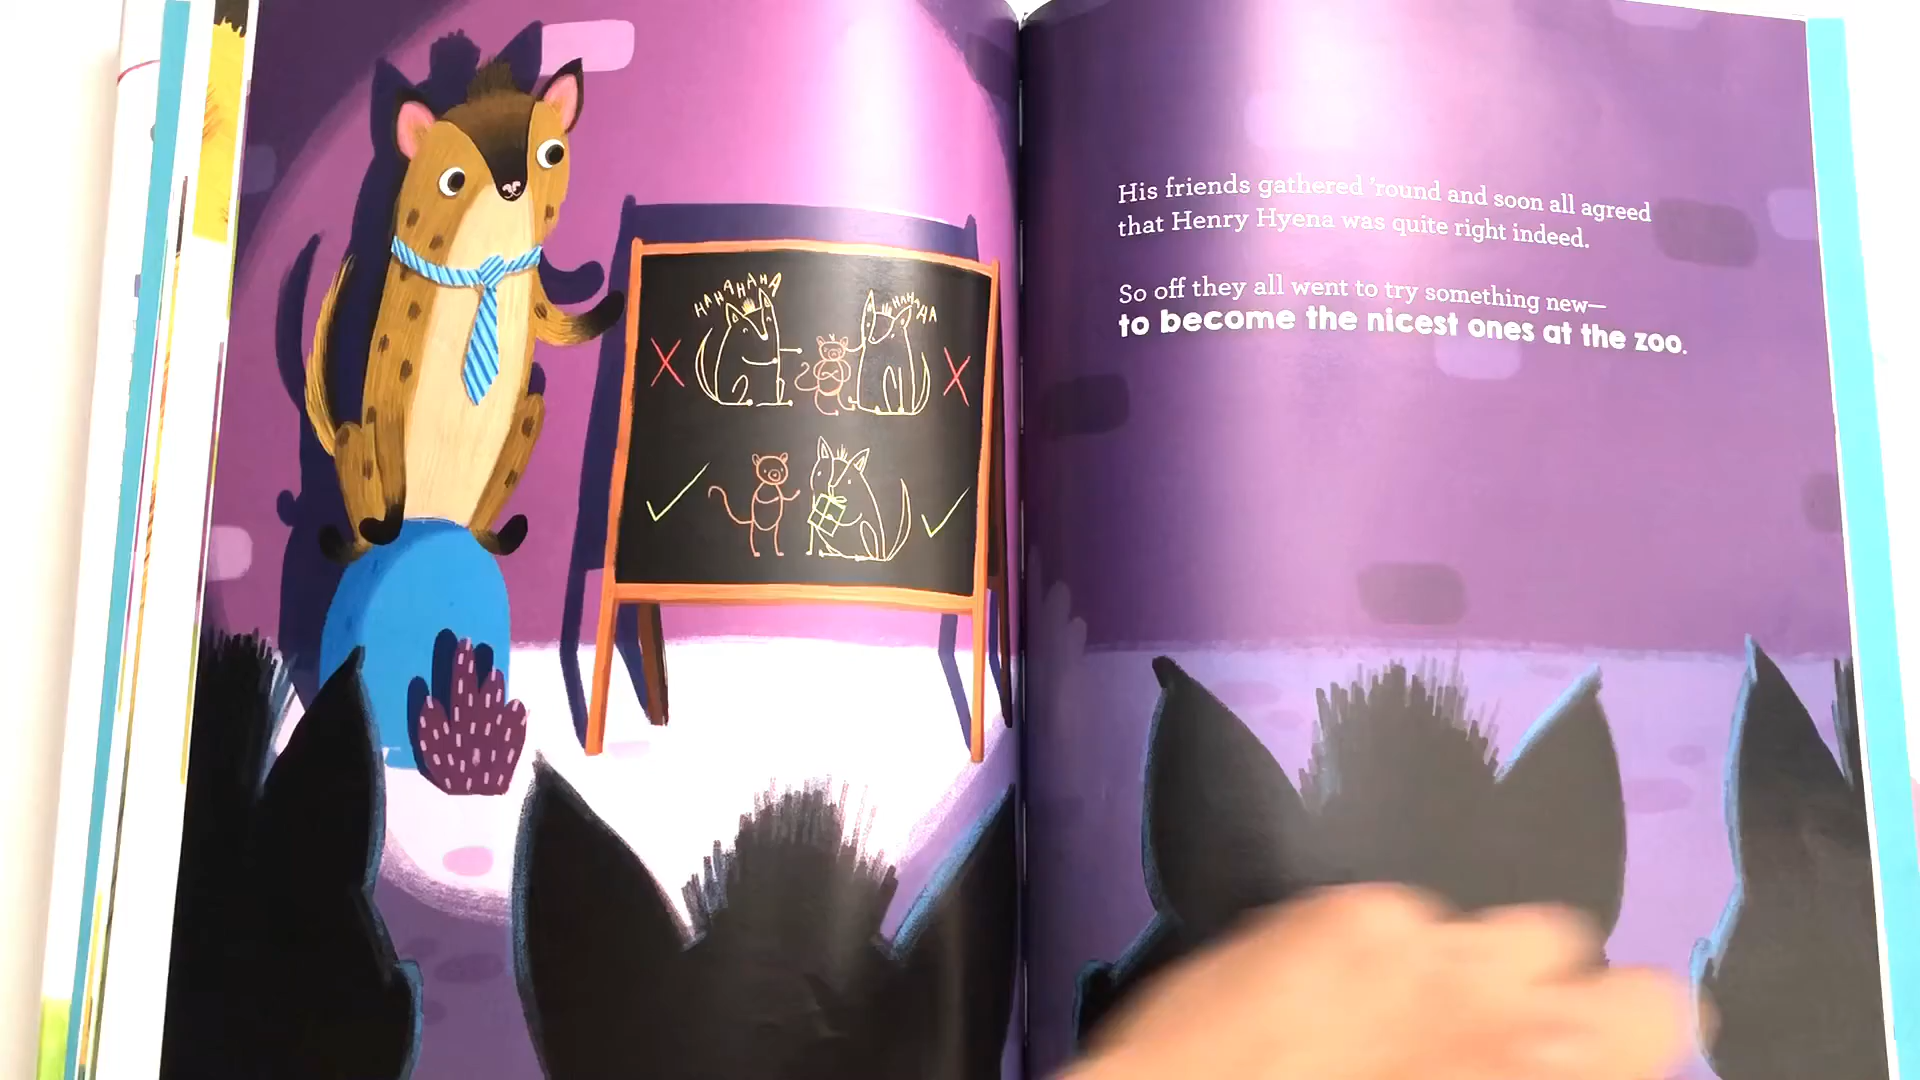 HAHAHAHA
HAHAHA
His friends gathered 'round and soon all agreed
that Henry Hyena was quite right indeed.
So off they all went to try something new—
to become the nicest ones at the zoo.